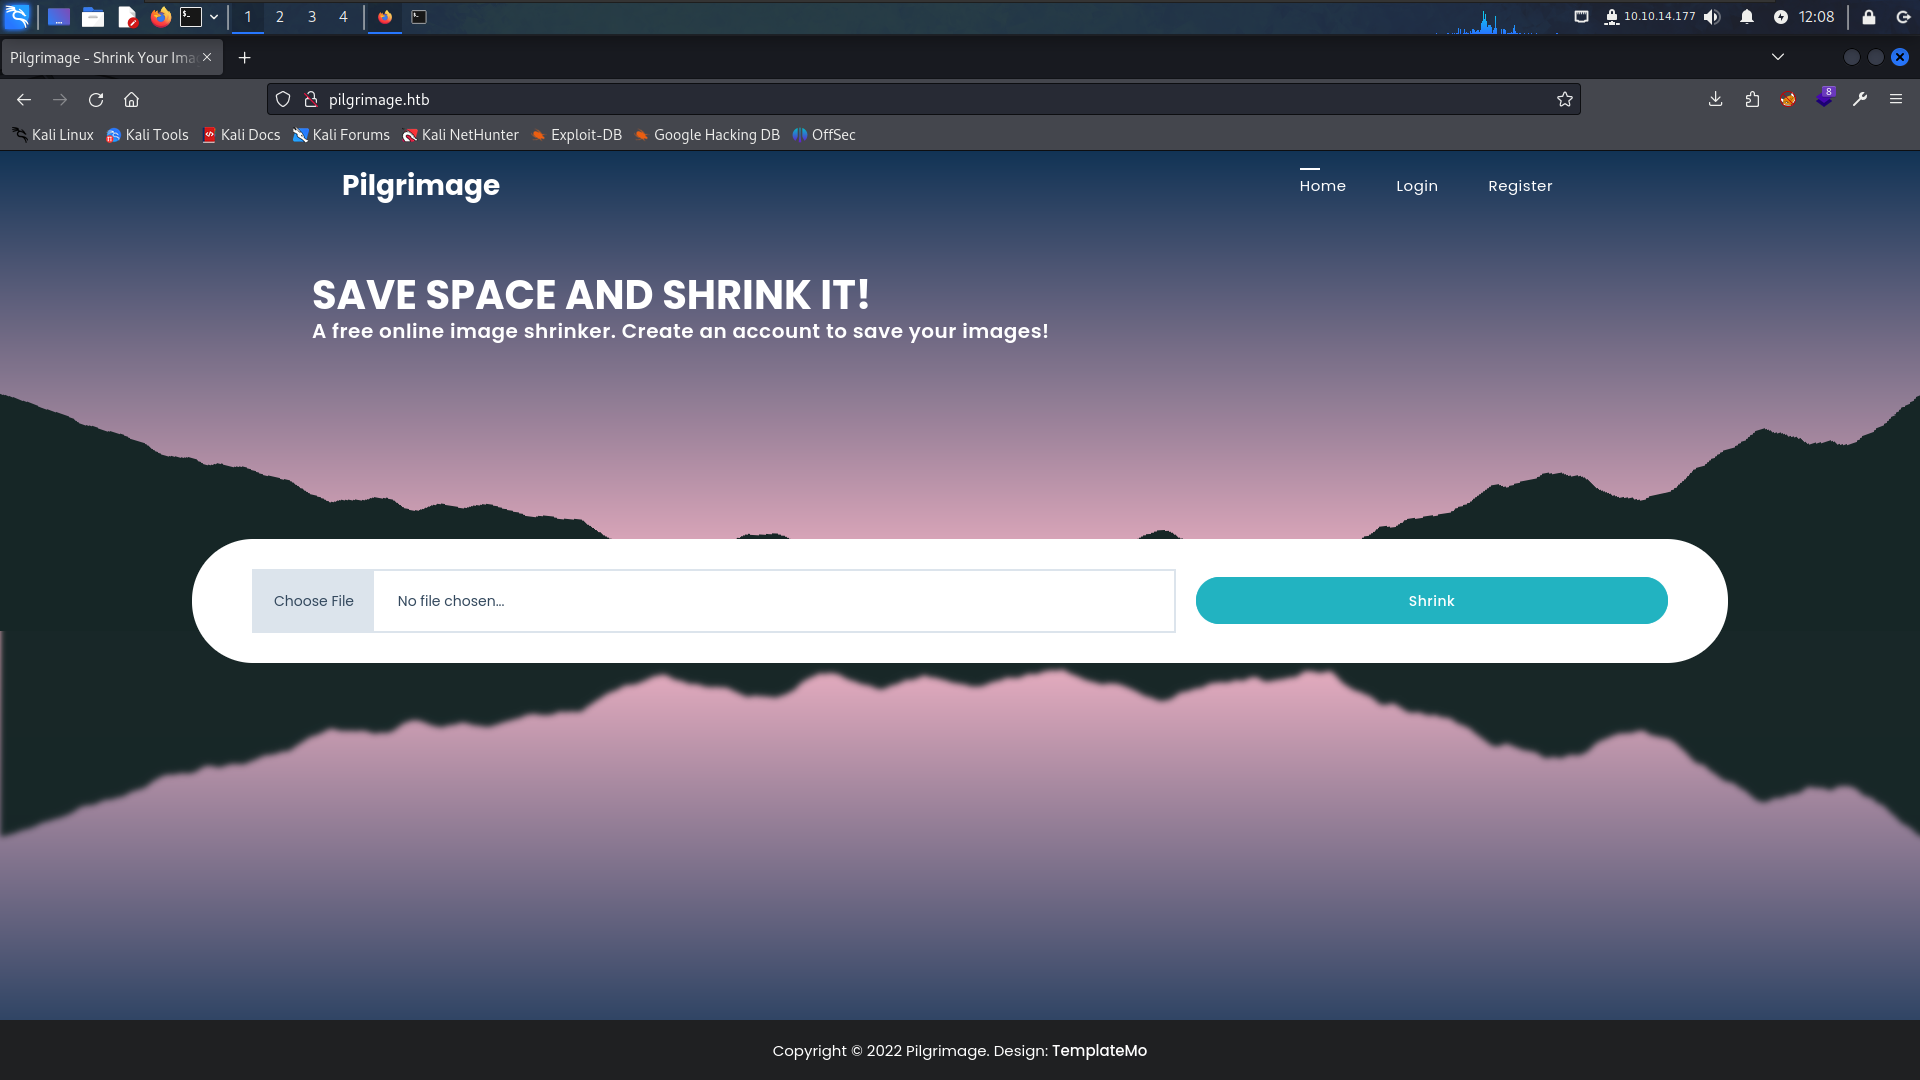 1 2 3 4 10.10.14.177 12:08
Pilgrimage - Shrink Your Ima
pilgrimage.htb 8
Kali Linux Kali Tools Kali Docs Kali Forums Kali NetHunter Exploit-DB Google Hacking DB OffSec
Pilgrimage Home Login Register
SAVE SPACE AND SHRINK IT!
A free online image shrinker. Create an account to save your images!
Choose File No file chosen... Shrink
Copyright © 2022 Pilgrimage. Design: TemplateMo